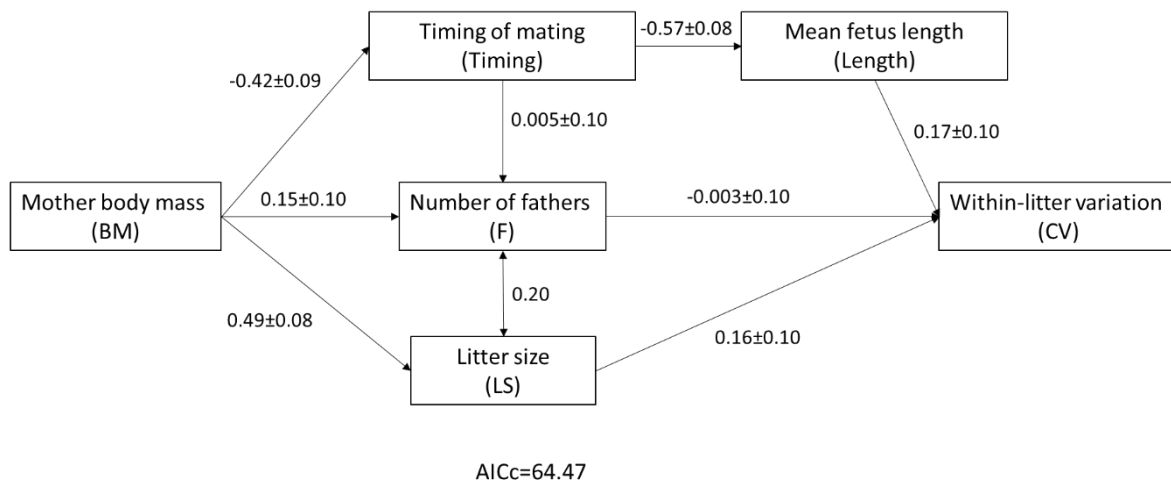 Timing of mating
(Timing)
-0.57±0.08
Mean fetus length
(Length)
-0.42±0.09
0.005±0.10
0.17±0.10
Mother body mass
(BM)
0.15±0.10
Number of fathers
(F)
-0.003±0.10
Within-litter variation
(CV)
0.49±0.08
0.20
0.16±0.10
Litter size
(LS)
AICc=64.47